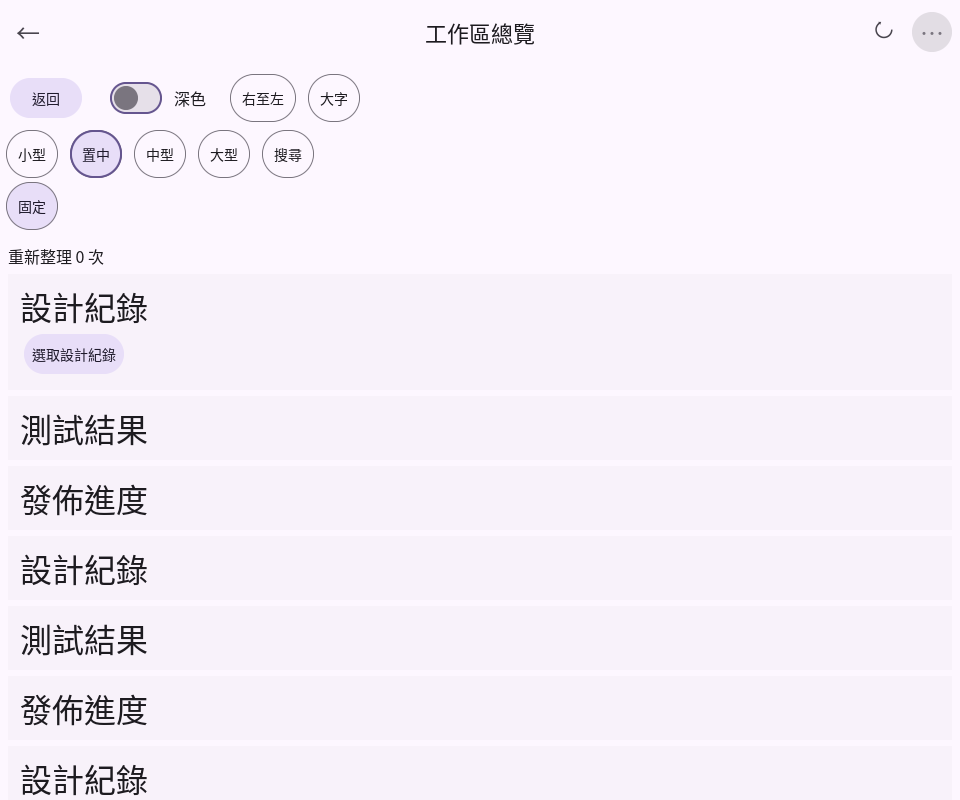 工作區總覽
返回 深色 右至左 大字
小型 置中 中型 大型 搜尋
固定
重新整理 0 次
設計紀錄
選取設計紀錄
測試結果
發佈進度
設計紀錄
測試結果
發佈進度
設計紀錄